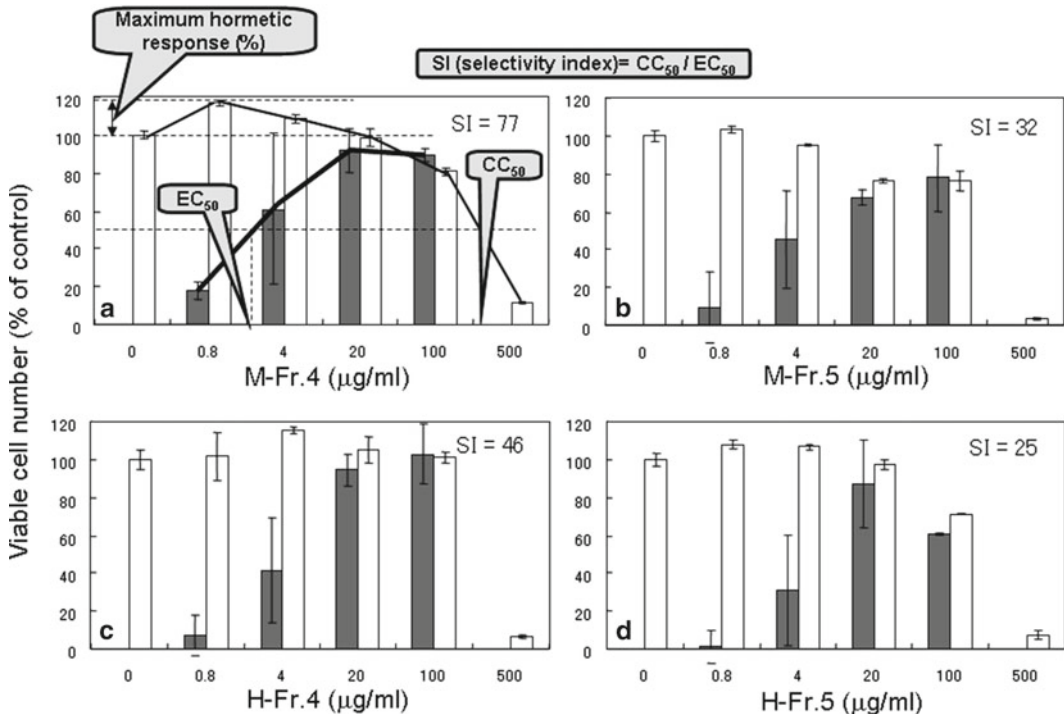 Maximum hormetic
response (%)
SI (selectivity index)= CC₅₀ / EC₅₀
Viable cell number (% of control)
120
100
80
60
40
20
0
SI = 77
EC₅₀
CC₅₀
a
0 0.8 4 20 100 500
M-Fr.4 (μg/ml)
120
100
80
60
40
20
0
SI = 32
b
0 0.8 4 20 100 500
M-Fr.5 (μg/ml)
120
100
80
60
40
20
0
SI = 46
c
0 0.8 4 20 100 500
H-Fr.4 (μg/ml)
120
100
80
60
40
20
0
SI = 25
d
0 0.8 4 20 100 500
H-Fr.5 (μg/ml)